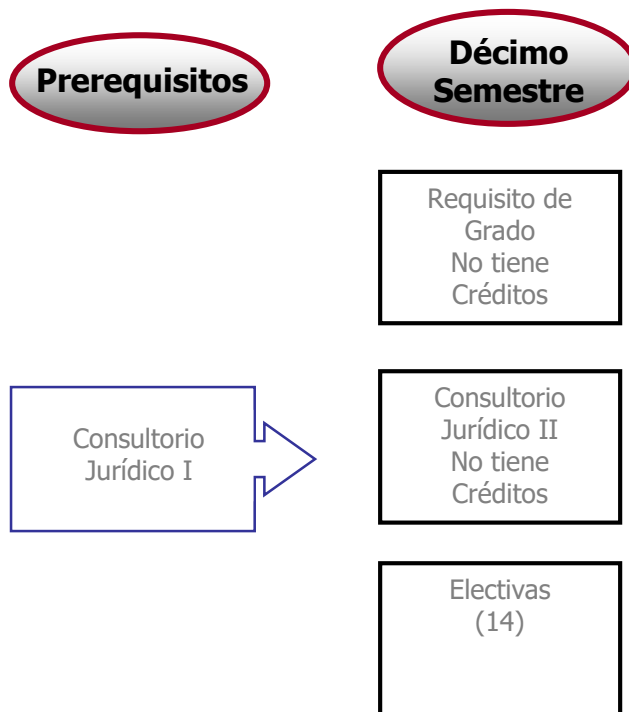 Prerequisitos
Décimo
Semestre
Requisito de
Grado
No tiene
Créditos
Consultorio
Jurídico I
Consultorio
Jurídico II
No tiene
Créditos
Electivas
(14)